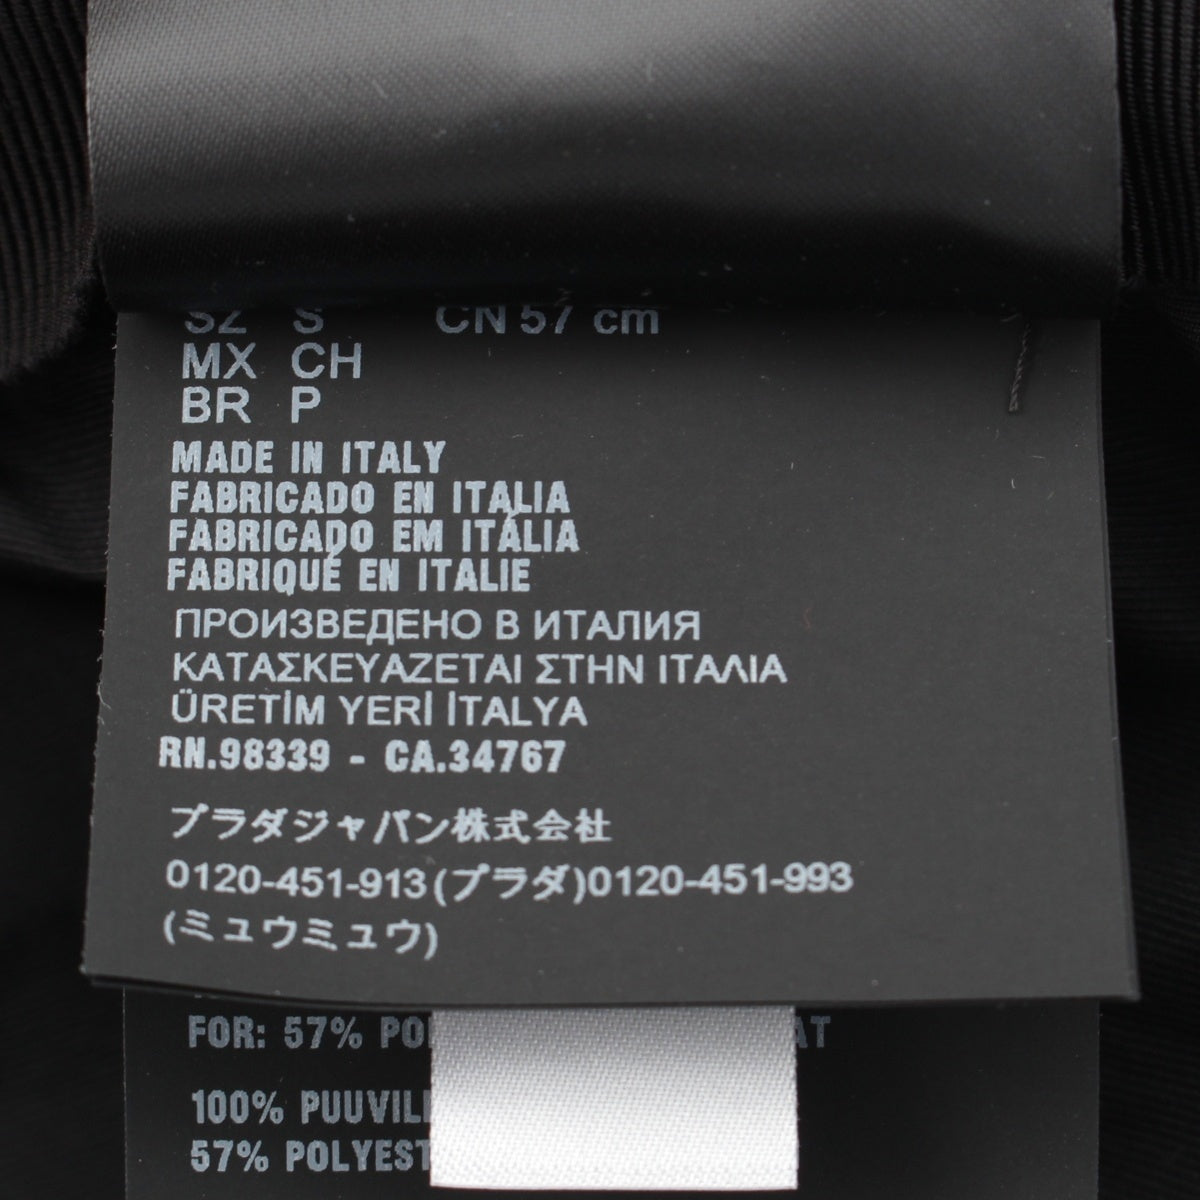 SZ S CN 57 cm
MX CH
BR P
MADE IN ITALY
FABRICADO EN ITALIA
FABRICADO EM ITÁLIA
FABRIQUÉ EN ITALIE
ПРОИЗВЕДЕНО В ИТАЛИЯ
ΚΑΤΑΣΚΕΥΑΖΕΤΑΙ ΣΤΗΝ ΙΤΑΛΙΑ
ÜRETİM YERİ İTALYA
RN.98339 - CA.34767
プラダジャパン株式会社
0120-451-913(プラダ)0120-451-993
(ミュウミュウ)
FOR: 57%
100%
57%